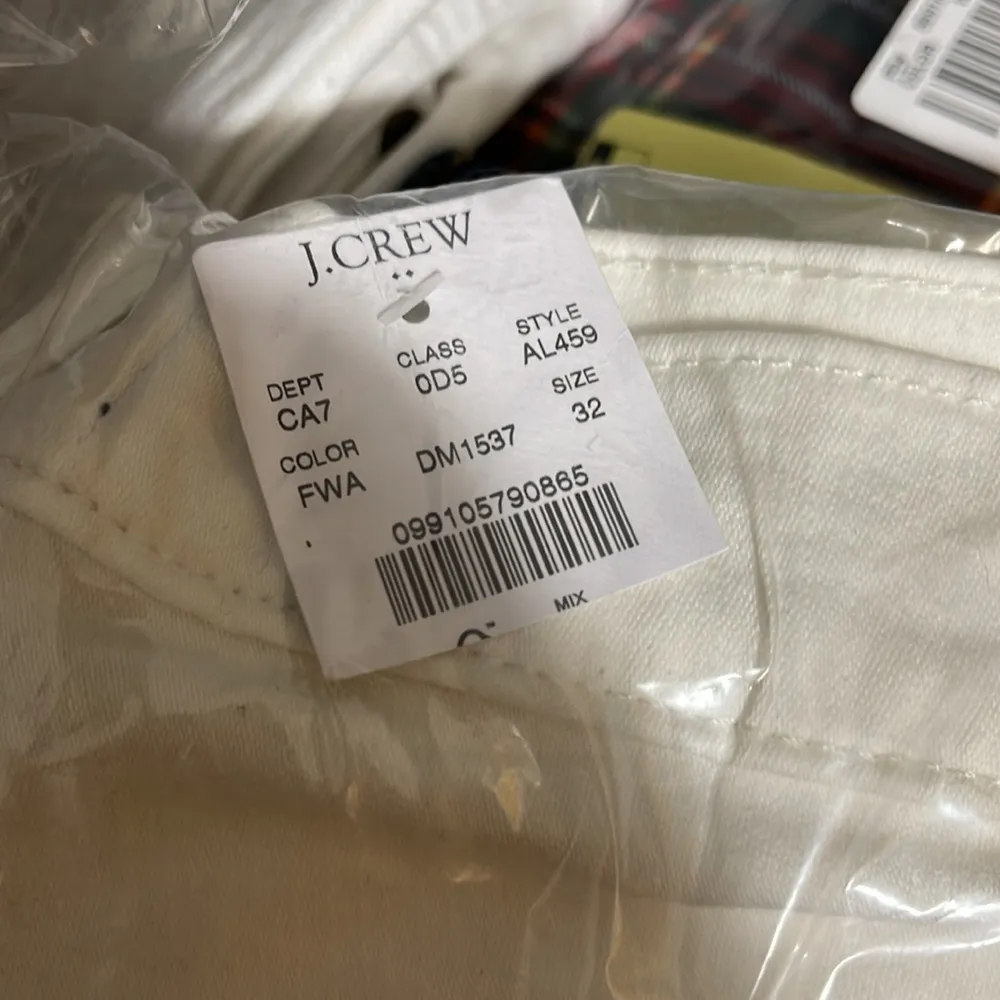 J.CREW
DEPT CLASS STYLE
CA7 0D5 AL459
COLOR DM1537 SIZE
FWA 32
099105790865
MIX